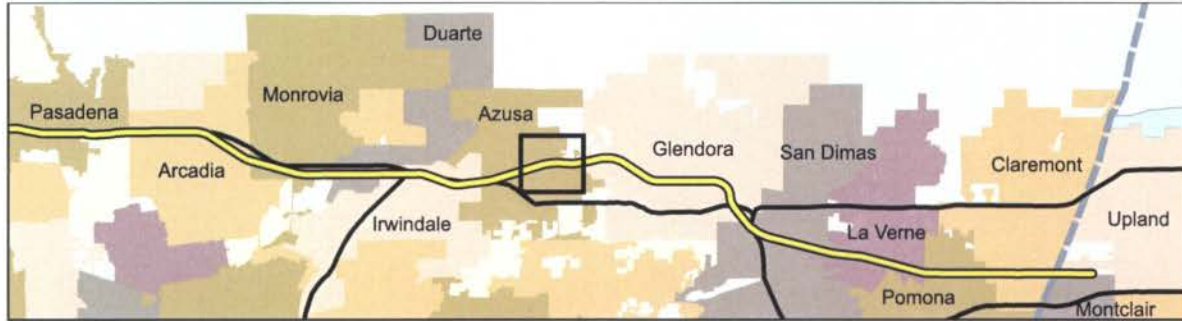 Duarte
Monrovia
Pasadena
Azusa
Glendora
San Dimas
Claremont
Arcadia
Irwindale
La Verne
Upland
Pomona
Montclair